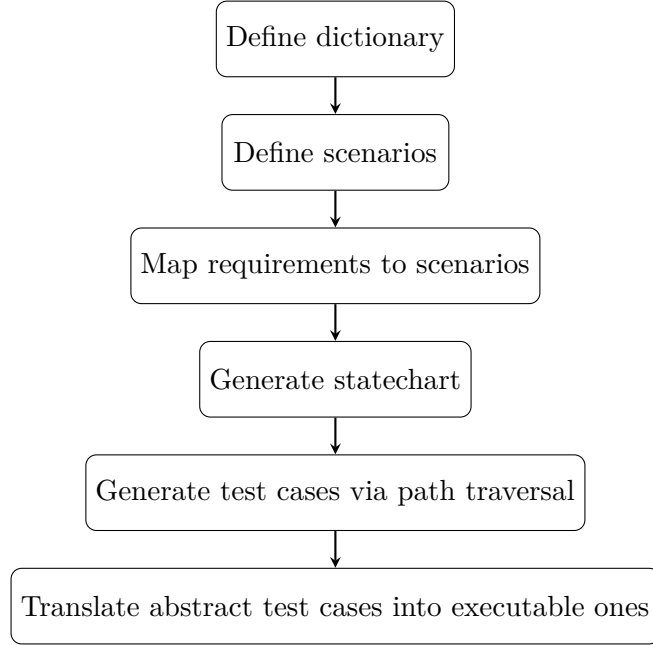 Define dictionary
Define scenarios
Map requirements to scenarios
Generate statechart
Generate test cases via path traversal
Translate abstract test cases into executable ones